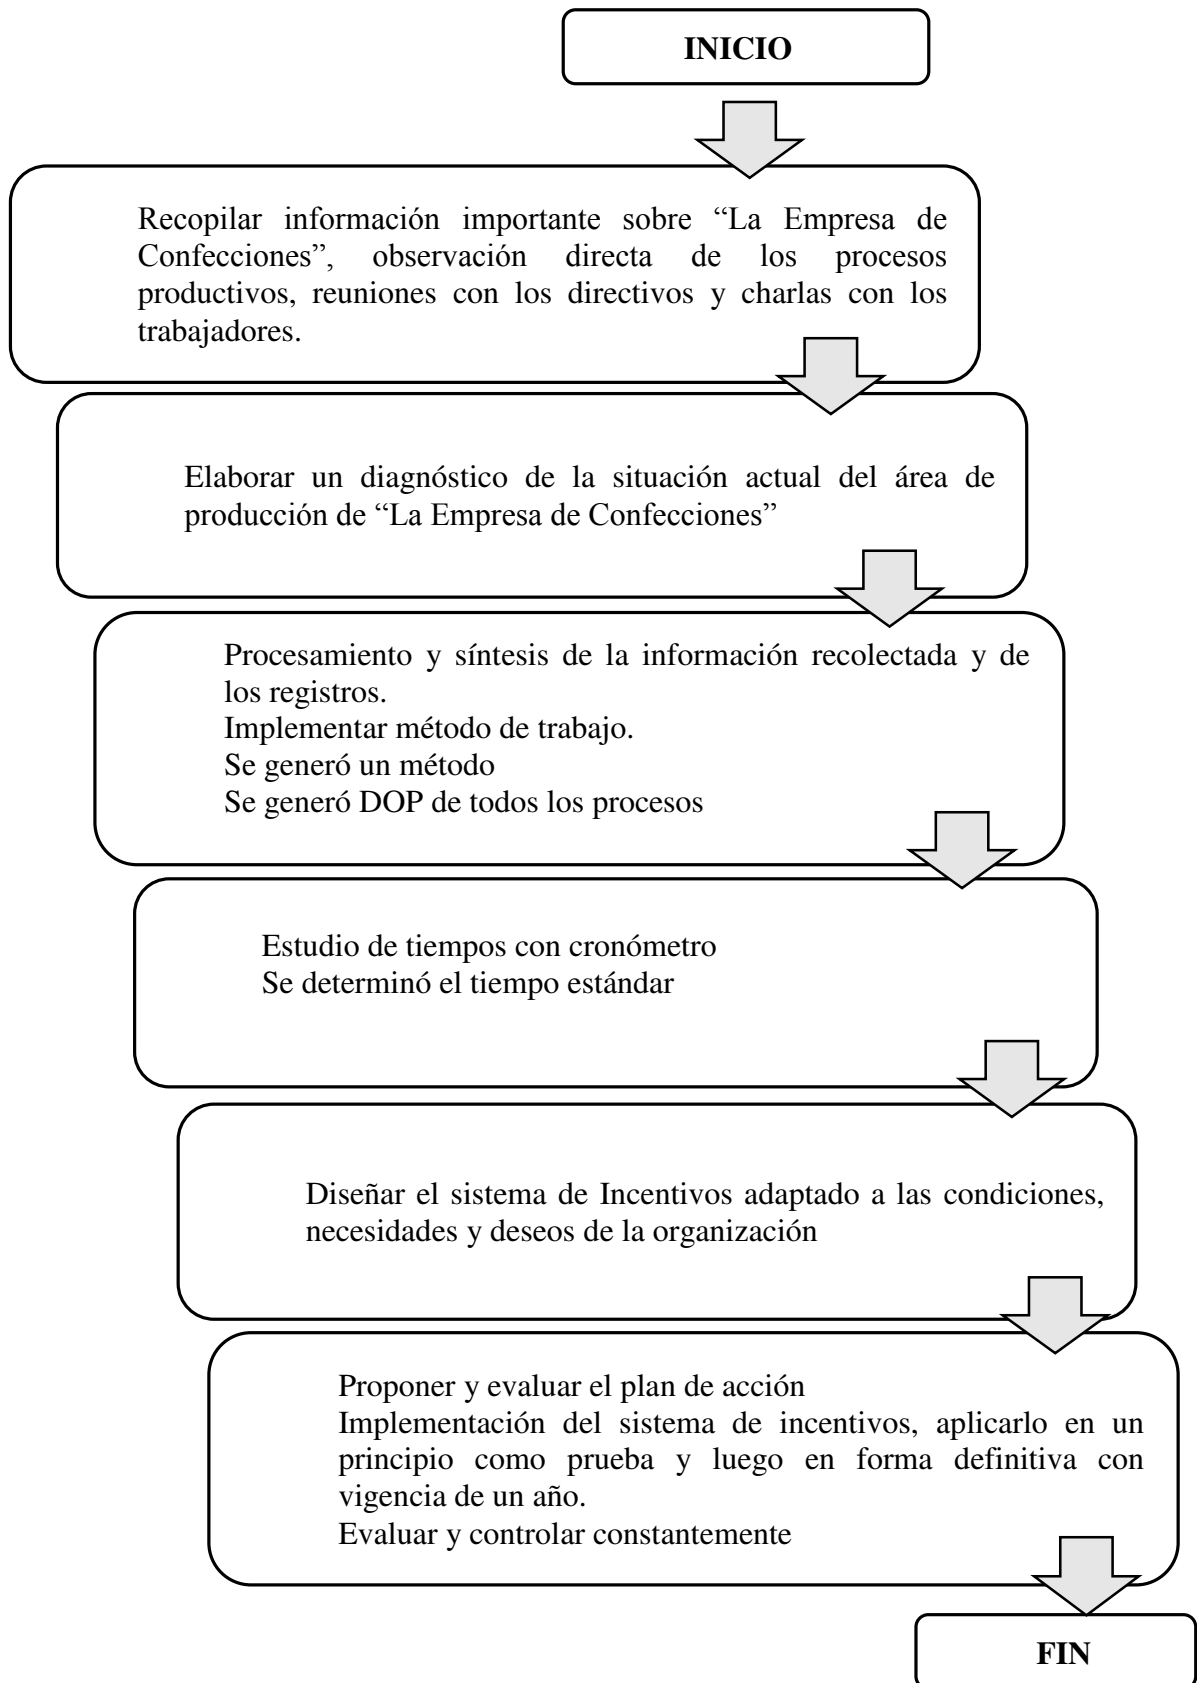 INICIO
Recopilar información importante sobre “La Empresa de
Confecciones”, observación directa de los procesos
productivos, reuniones con los directivos y charlas con los
trabajadores.
Elaborar un diagnóstico de la situación actual del área de
producción de “La Empresa de Confecciones”
Procesamiento y síntesis de la información recolectada y de
los registros.
Implementar método de trabajo.
Se generó un método
Se generó DOP de todos los procesos
Estudio de tiempos con cronómetro
Se determinó el tiempo estándar
Diseñar el sistema de Incentivos adaptado a las condiciones,
necesidades y deseos de la organización
Proponer y evaluar el plan de acción
Implementación del sistema de incentivos, aplicarlo en un
principio como prueba y luego en forma definitiva con
vigencia de un año.
Evaluar y controlar constantemente
FIN